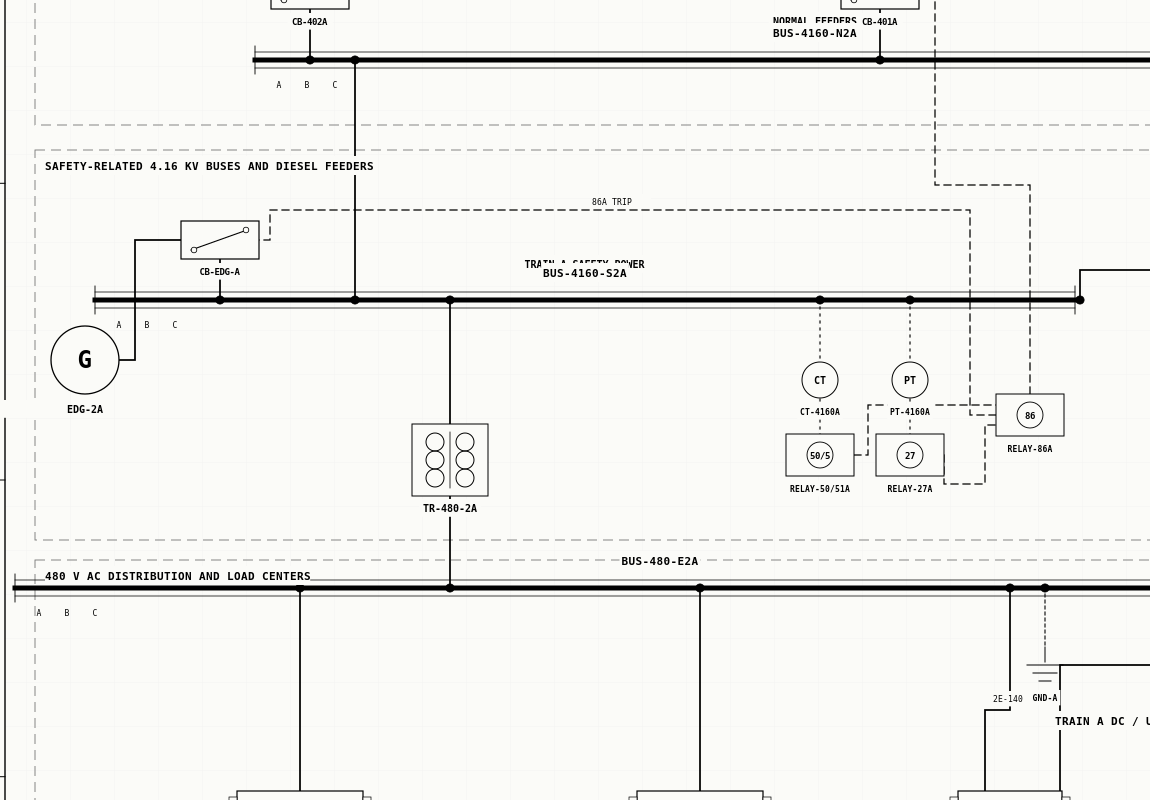 CB-402A
NORMAL FEEDERS
CB-401A
BUS-4160-N2A
A B C
SAFETY-RELATED 4.16 KV BUSES AND DIESEL FEEDERS
86A TRIP
CB-EDG-A
TRAIN A SAFETY POWER
BUS-4160-S2A
A B C
G
EDG-2A
CT
PT
CT-4160A
PT-4160A
86
50/5
27
RELAY-86A
RELAY-50/51A
RELAY-27A
TR-480-2A
BUS-480-E2A
480 V AC DISTRIBUTION AND LOAD CENTERS
A B C
2E-140
GND-A
TRAIN A DC / U